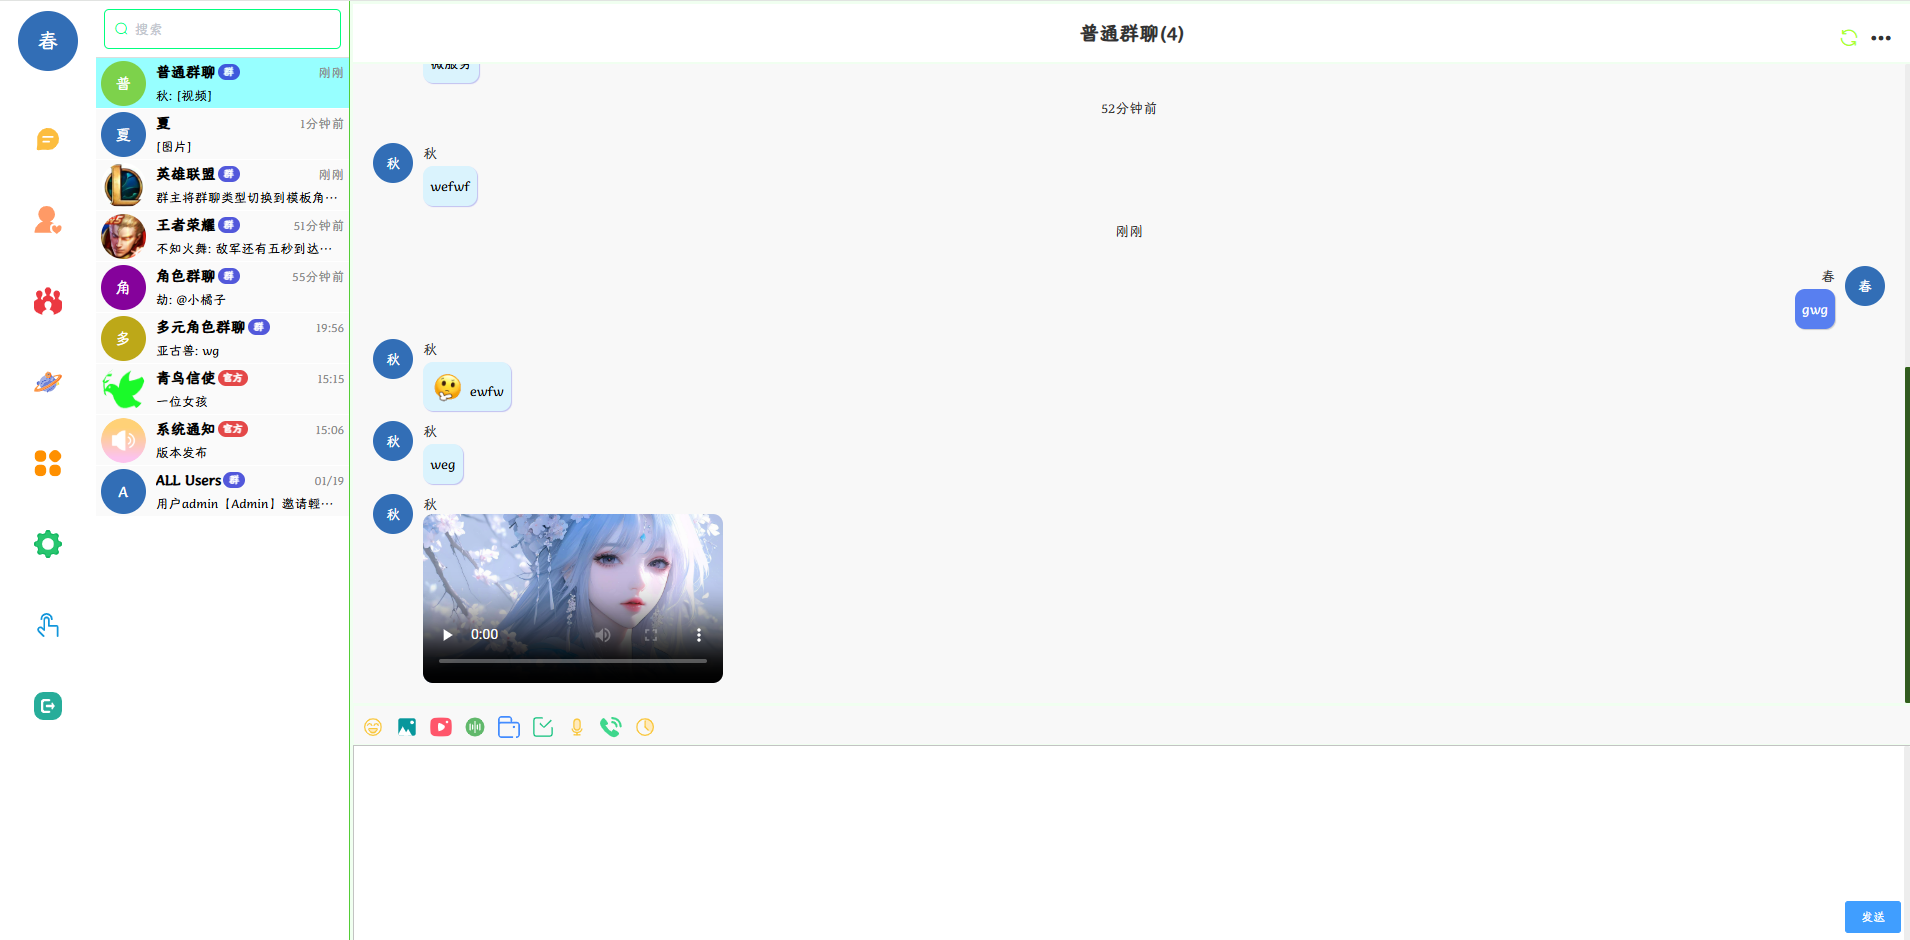 春
搜索
普
普通群聊 群 刚刚
秋: [视频]
夏
夏 1分钟前
[图片]
英雄联盟 群 刚刚
群主将群聊类型切换到模板角…
王者荣耀 群 51分钟前
不知火舞: 敌军还有五秒到达…
角
角色群聊 群 55分钟前
劫: @小橘子
多
多元角色群聊 群 19:56
亚古兽: wg
青鸟信使 官方 15:15
一位女孩
系统通知 官方 15:06
版本发布
A
ALL Users 群 01/19
用户admin【Admin】邀请輕…
普通群聊(4)
微服务
52分钟前
秋
秋
wefwf
刚刚
春
春
gwg
秋
秋
ewfw
秋
秋
weg
秋
秋
0:00
发送